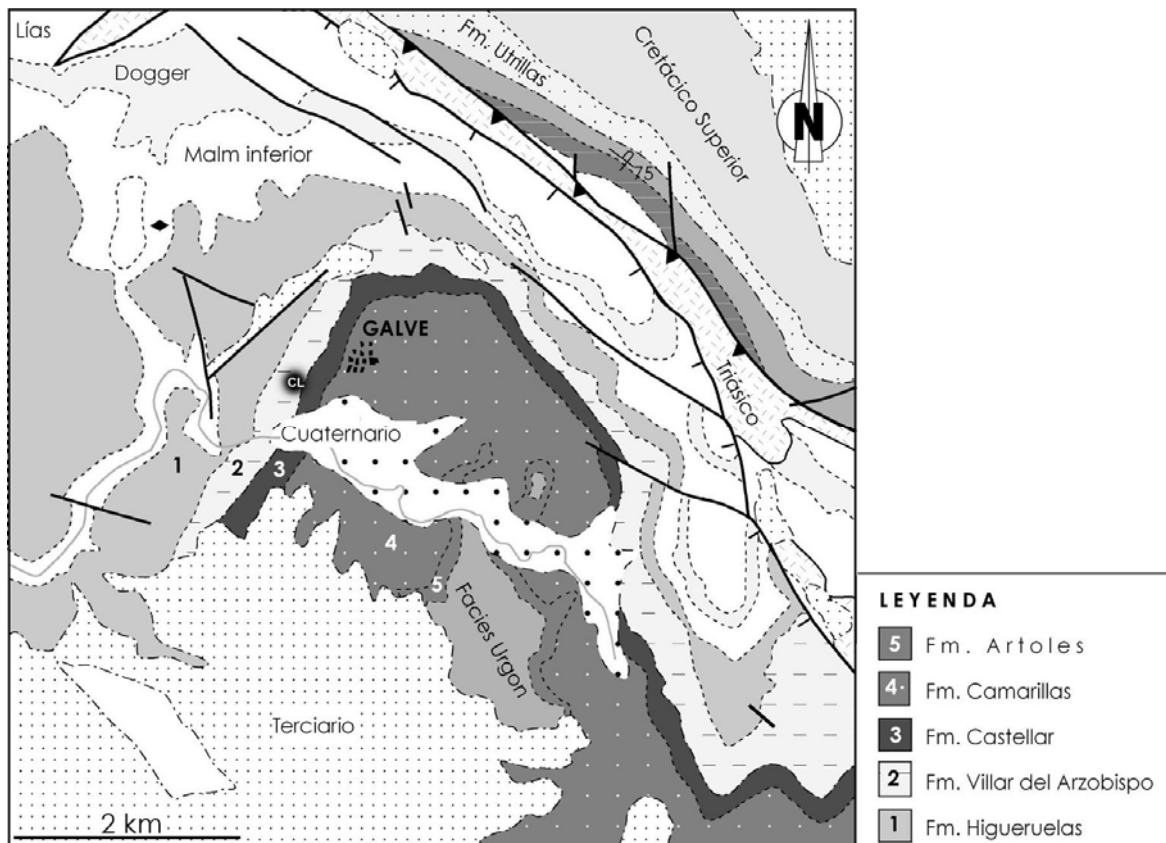 Lías
Dogger
Malm inferior
Fm. Utrillas
Cretácico Superior
N
75
GALVE
CL
Triásico
Cuaternario
1
2
3
4
5
Facies Urgon
Terciario
2 km
LEYENDA
5 Fm. Artoles
4 Fm. Camarillas
3 Fm. Castellar
2 Fm. Villar del Arzobispo
1 Fm. Higueruelas